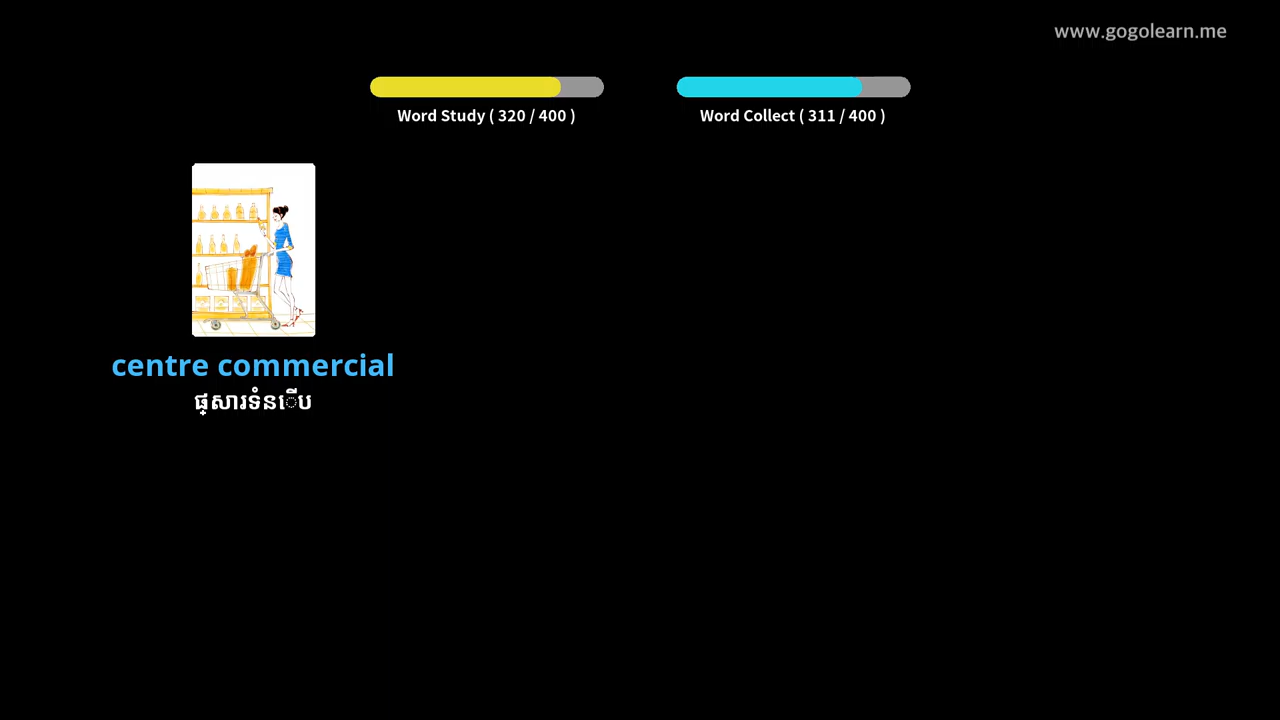 www.gogolearn.me
Word Study ( 320 / 400 )
Word Collect ( 311 / 400 )
centre commercial
ផ្សារទំនើប